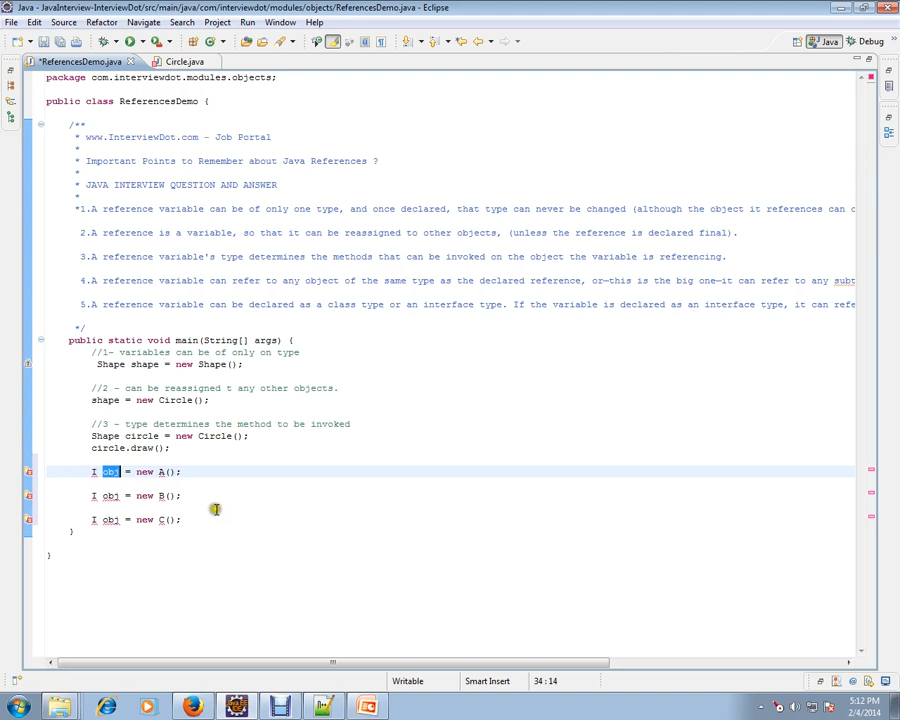 Java - JavaInterview-InterviewDot/src/main/java/com/interviewdot/modules/objects/ReferencesDemo.java - Eclipse
File Edit Source Refactor Navigate Search Project Run Window Help
Java Debug
*ReferencesDemo.java Circle.java
package com.interviewdot.modules.objects;
public class ReferencesDemo {
/**
* www.InterviewDot.com - Job Portal
*
* Important Points to Remember about Java References ?
*
* JAVA INTERVIEW QUESTION AND ANSWER
*
*1.A reference variable can be of only one type, and once declared, that type can never be changed (although the object it references can c
2.A reference is a variable, so that it can be reassigned to other objects, (unless the reference is declared final).
3.A reference variable's type determines the methods that can be invoked on the object the variable is referencing.
4.A reference variable can refer to any object of the same type as the declared reference, or—this is the big one—it can refer to any subt
5.A reference variable can be declared as a class type or an interface type. If the variable is declared as an interface type, it can refe
*/
public static void main(String[] args) {
//1- variables can be of only on type
Shape shape = new Shape();
//2 - can be reassigned t any other objects.
shape = new Circle();
//3 - type determines the method to be invoked
Shape circle = new Circle();
circle.draw();
I obj = new A();
I obj = new B();
I obj = new C();
}
}
Writable Smart Insert 34 : 14
5:12 PM
2/4/2014